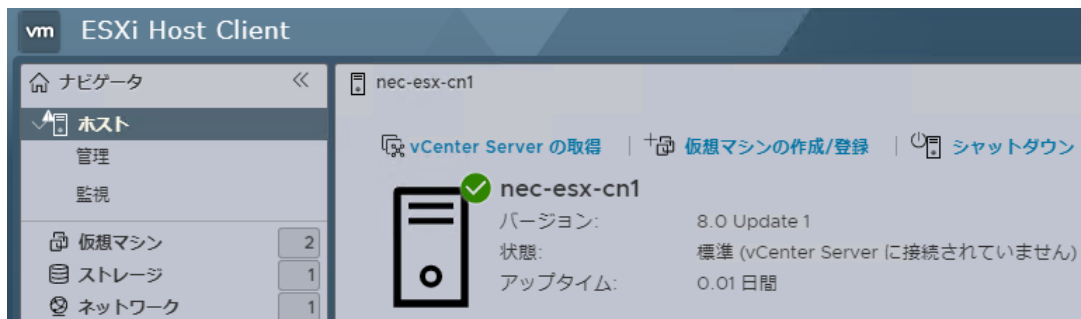 vm ESXi Host Client
ナビゲータ
nec-esx-cn1
ホスト
管理
監視
仮想マシン 2
ストレージ 1
ネットワーク 1
vCenter Server の取得 | 仮想マシンの作成/登録 | シャットダウン
nec-esx-cn1
バージョン: 8.0 Update 1
状態: 標準 (vCenter Server に接続されていません)
アップタイム: 0.01 日間